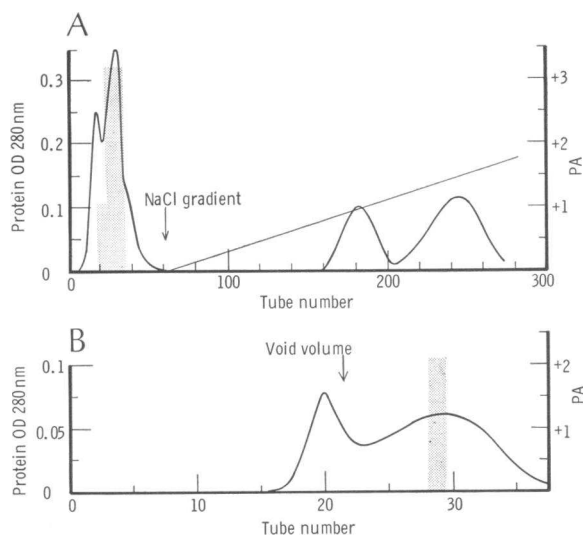 A
Protein OD 280nm
0.3
0.2
0.1
0
NaCl gradient
+3
+2
+1
PA
0
100
200
300
Tube number
B
Protein OD 280nm
0.1
0.05
0
Void volume
+2
+1
PA
0
10
20
30
Tube number